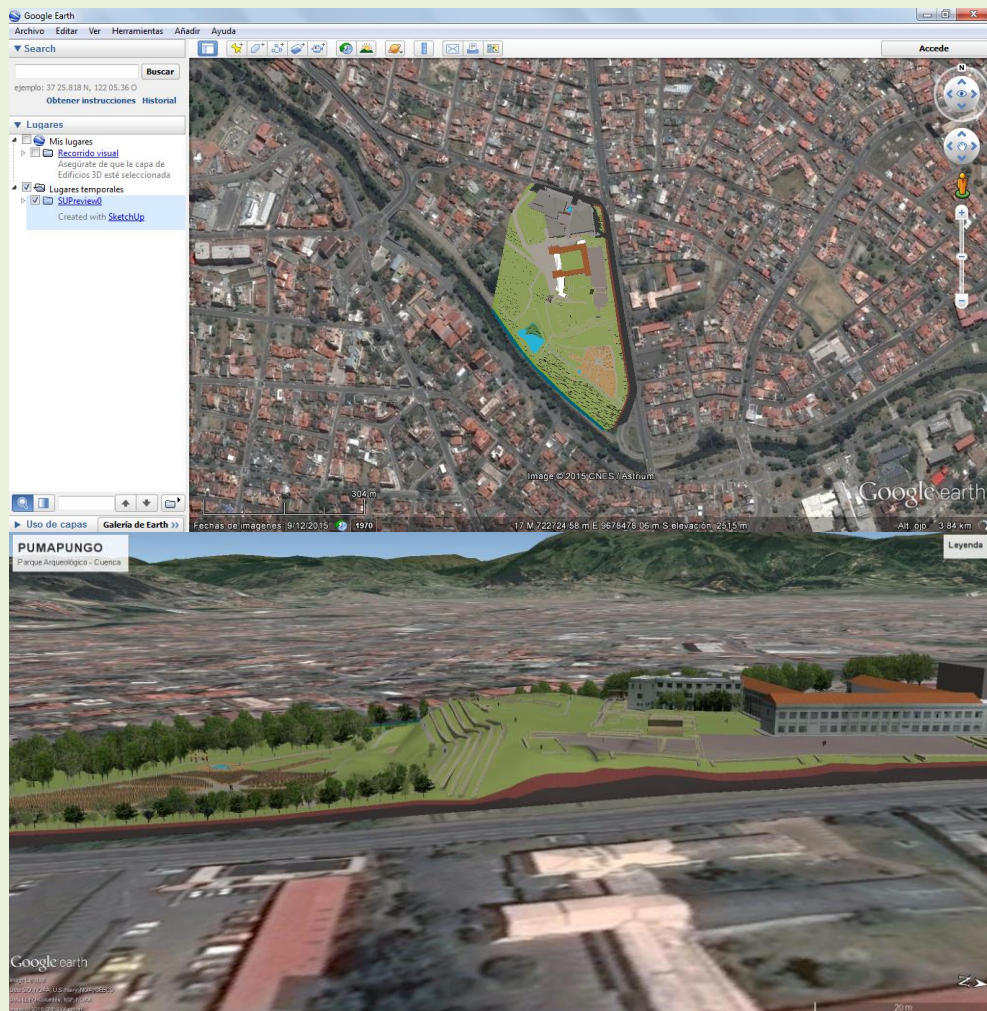 Google Earth
Archivo Editar Ver Herramientas Añadir Ayuda
Search
Accede
Buscar
ejemplo: 37 25.818 N, 122 05.36 O
Obtener instrucciones Historial
Lugares
Mis lugares
Recorrido visual
Asegúrate de que la capa de
Edificios 3D esté seleccionada
Lugares temporales
SUPreview0
Created with SketchUp
N
Image © 2015 CNES / Astrium
304 m
Google earth
Uso de capas Galería de Earth >>
Fechas de imágenes 9/12/2015 1970 17 M 722724.58 m E 9678478.06 m S elevación 2515 m Alt. ojo 3.84 km
PUMAPUNGO
Parque Arqueológico - Cuenca
Leyenda
Google earth
N
20 m